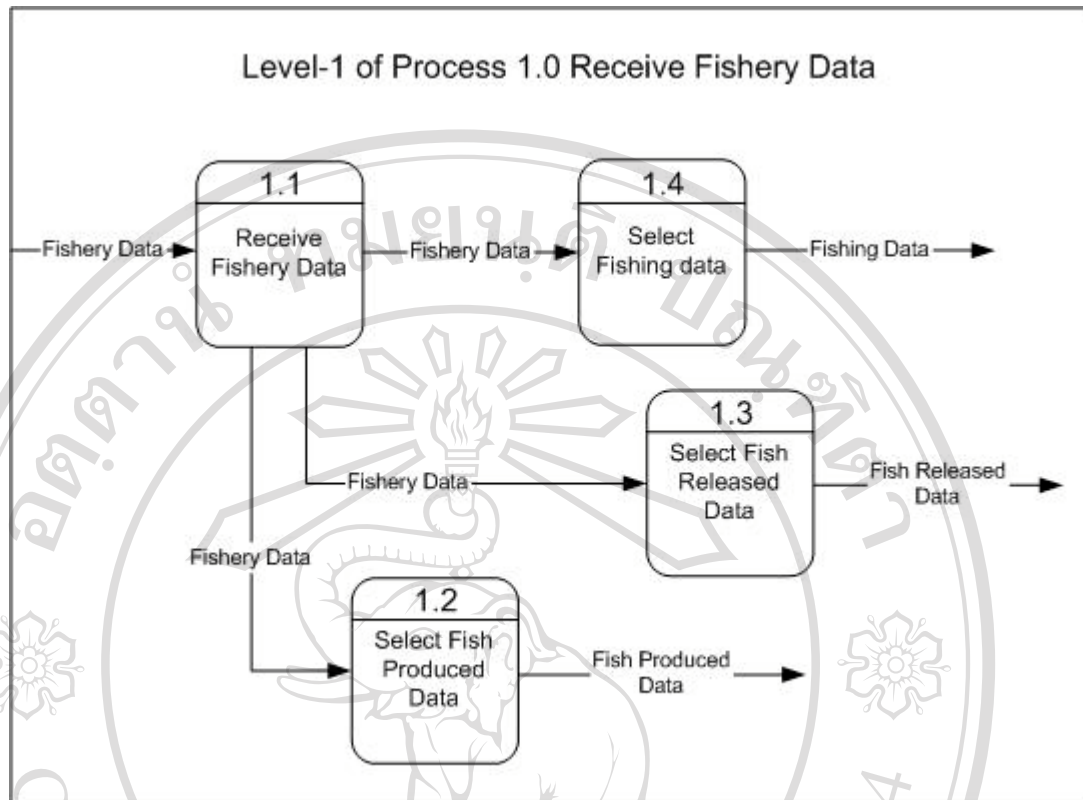 Level-1 of Process 1.0 Receive Fishery Data
1.1
Receive
Fishery Data
1.4
Select
Fishing data
Fishery Data
Fishery Data
Fishing Data
1.3
Select Fish
Released
Data
Fishery Data
Fish Released
Data
Fishery Data
1.2
Select Fish
Produced
Data
Fish Produced
Data